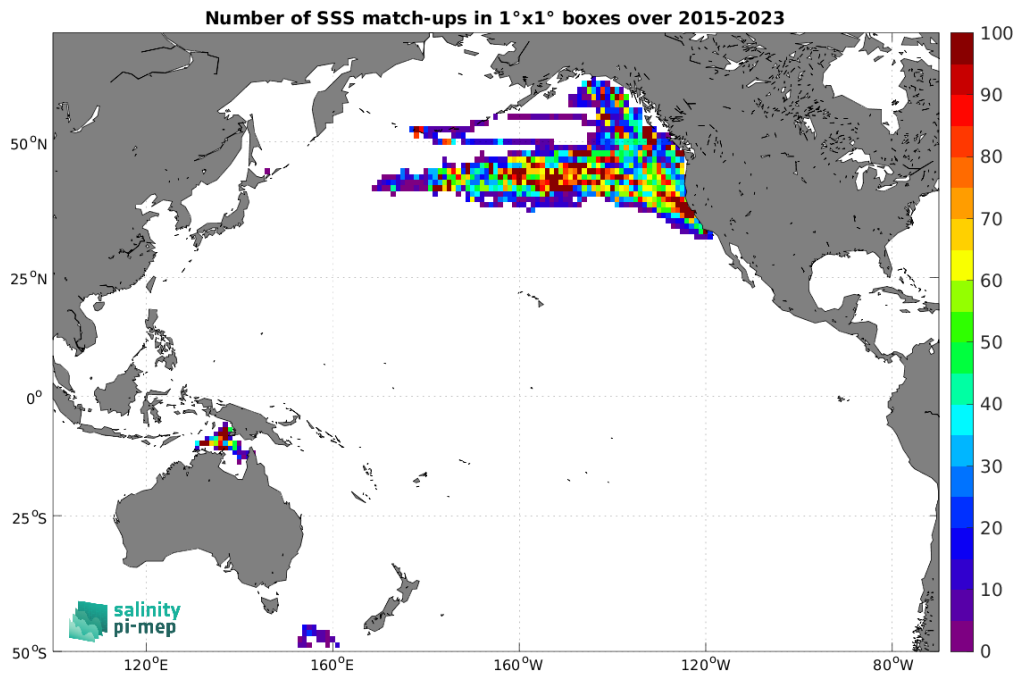 Number of SSS match-ups in 1°x1° boxes over 2015-2023
100
90
80
70
60
50
40
30
20
10
0
50°N
25°N
0°
25°S
50°S
120°E
160°E
160°W
120°W
80°W
salinity
pi-mep